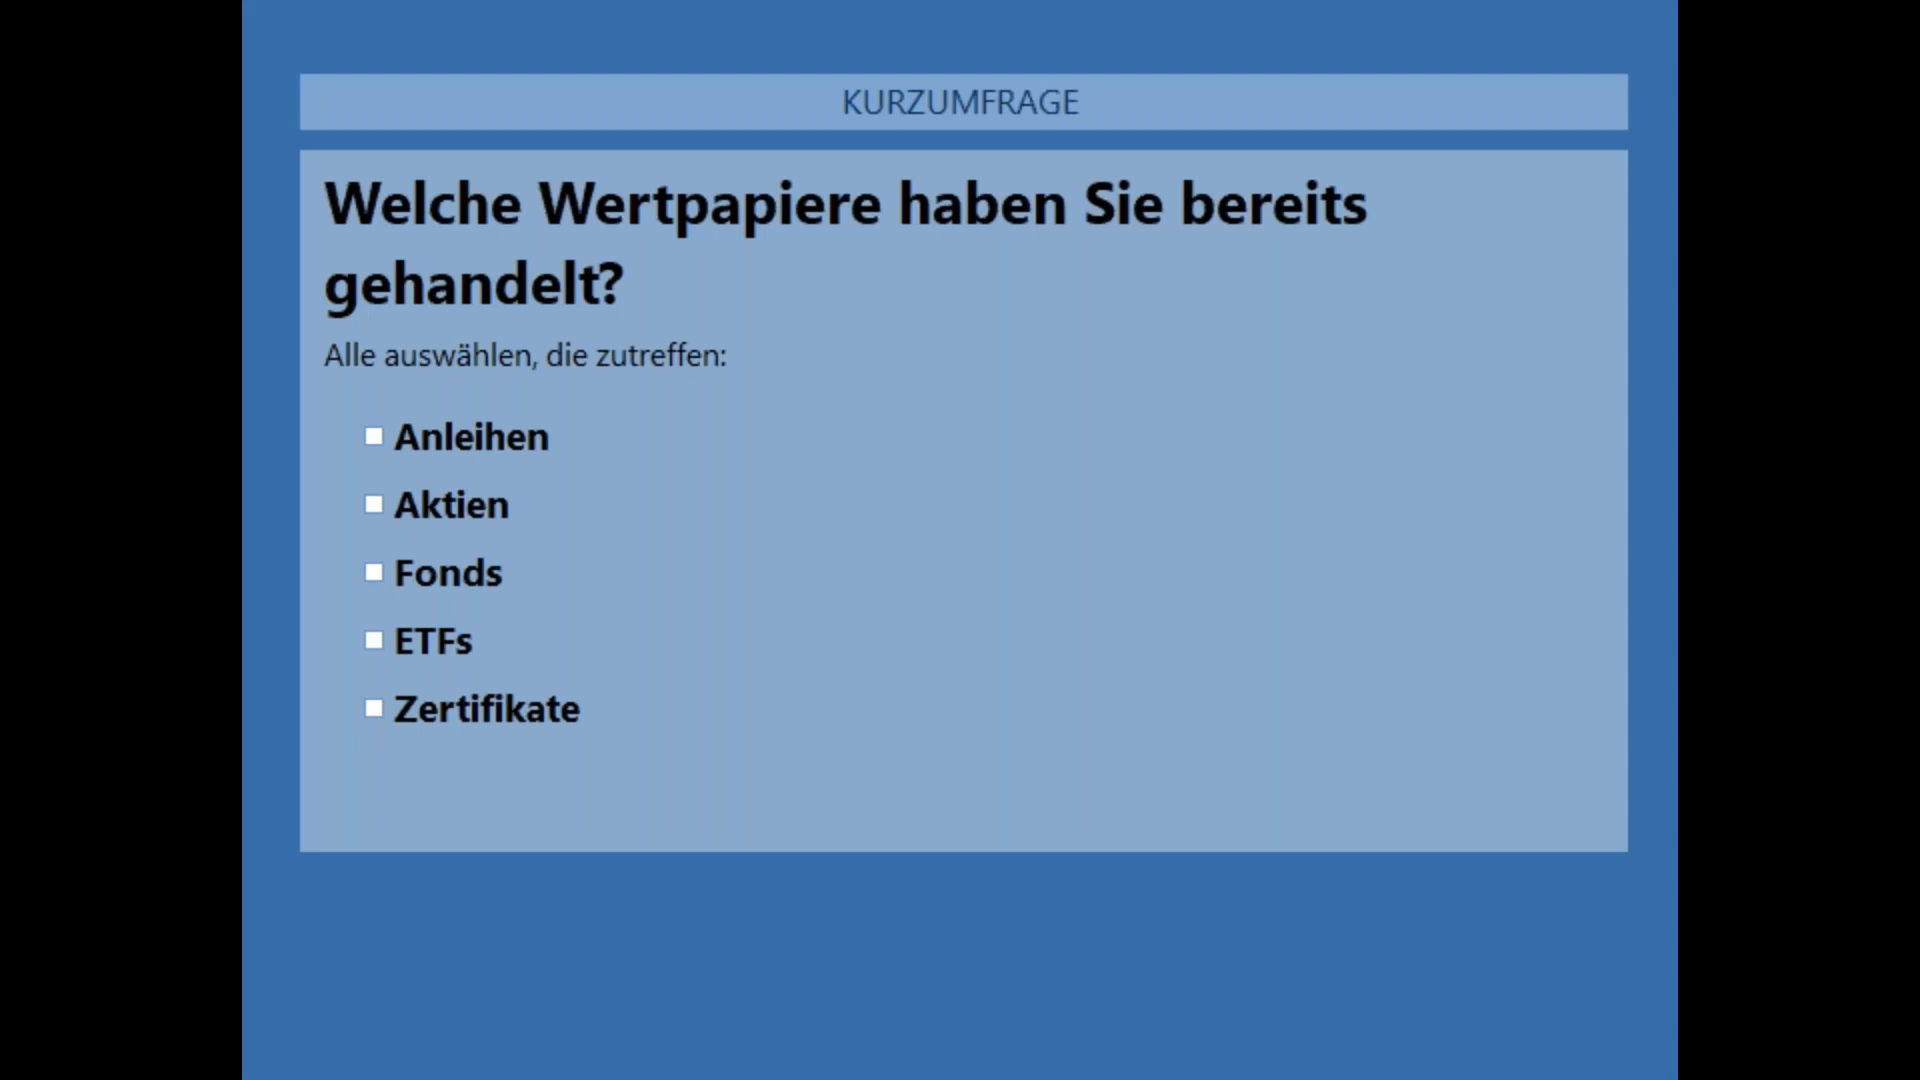 KURZUMFRAGE
Welche Wertpapiere haben Sie bereits
gehandelt?
Alle auswählen, die zutreffen:
Anleihen
Aktien
Fonds
ETFs
Zertifikate